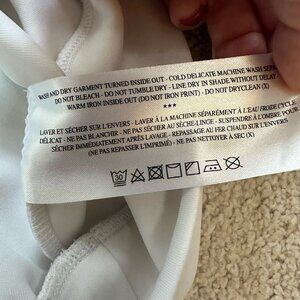 WASH AND DRY GARMENT TURNED INSIDE OUT - COLD DELICATE MACHINE WASH SEPA
DO NOT BLEACH - DO NOT TUMBLE DRY - LINE DRY IN SHADE WITHOUT DELAY -
WARM IRON INSIDE OUT (DO NOT IRON PRINT) - DO NOT DRYCLEAN (X)
***
LAVER ET SÉCHER SUR L'ENVERS - LAVER À LA MACHINE SÉPARÉMENT À L'EAU FROIDE CYCLE
DÉLICAT - NE PAS BLANCHIR - NE PAS SÉCHER AU SÈCHE-LINGE - SUSPENDRE À L'OMBRE POUR
SÉCHER IMMÉDIATEMENT APRÈS LAVAGE - REPASSAGE AU FER CHAUD SUR L'ENVERS
(NE PAS REPASSER L'IMPRIMÉ) - NE PAS NETTOYER À SEC (X)
30